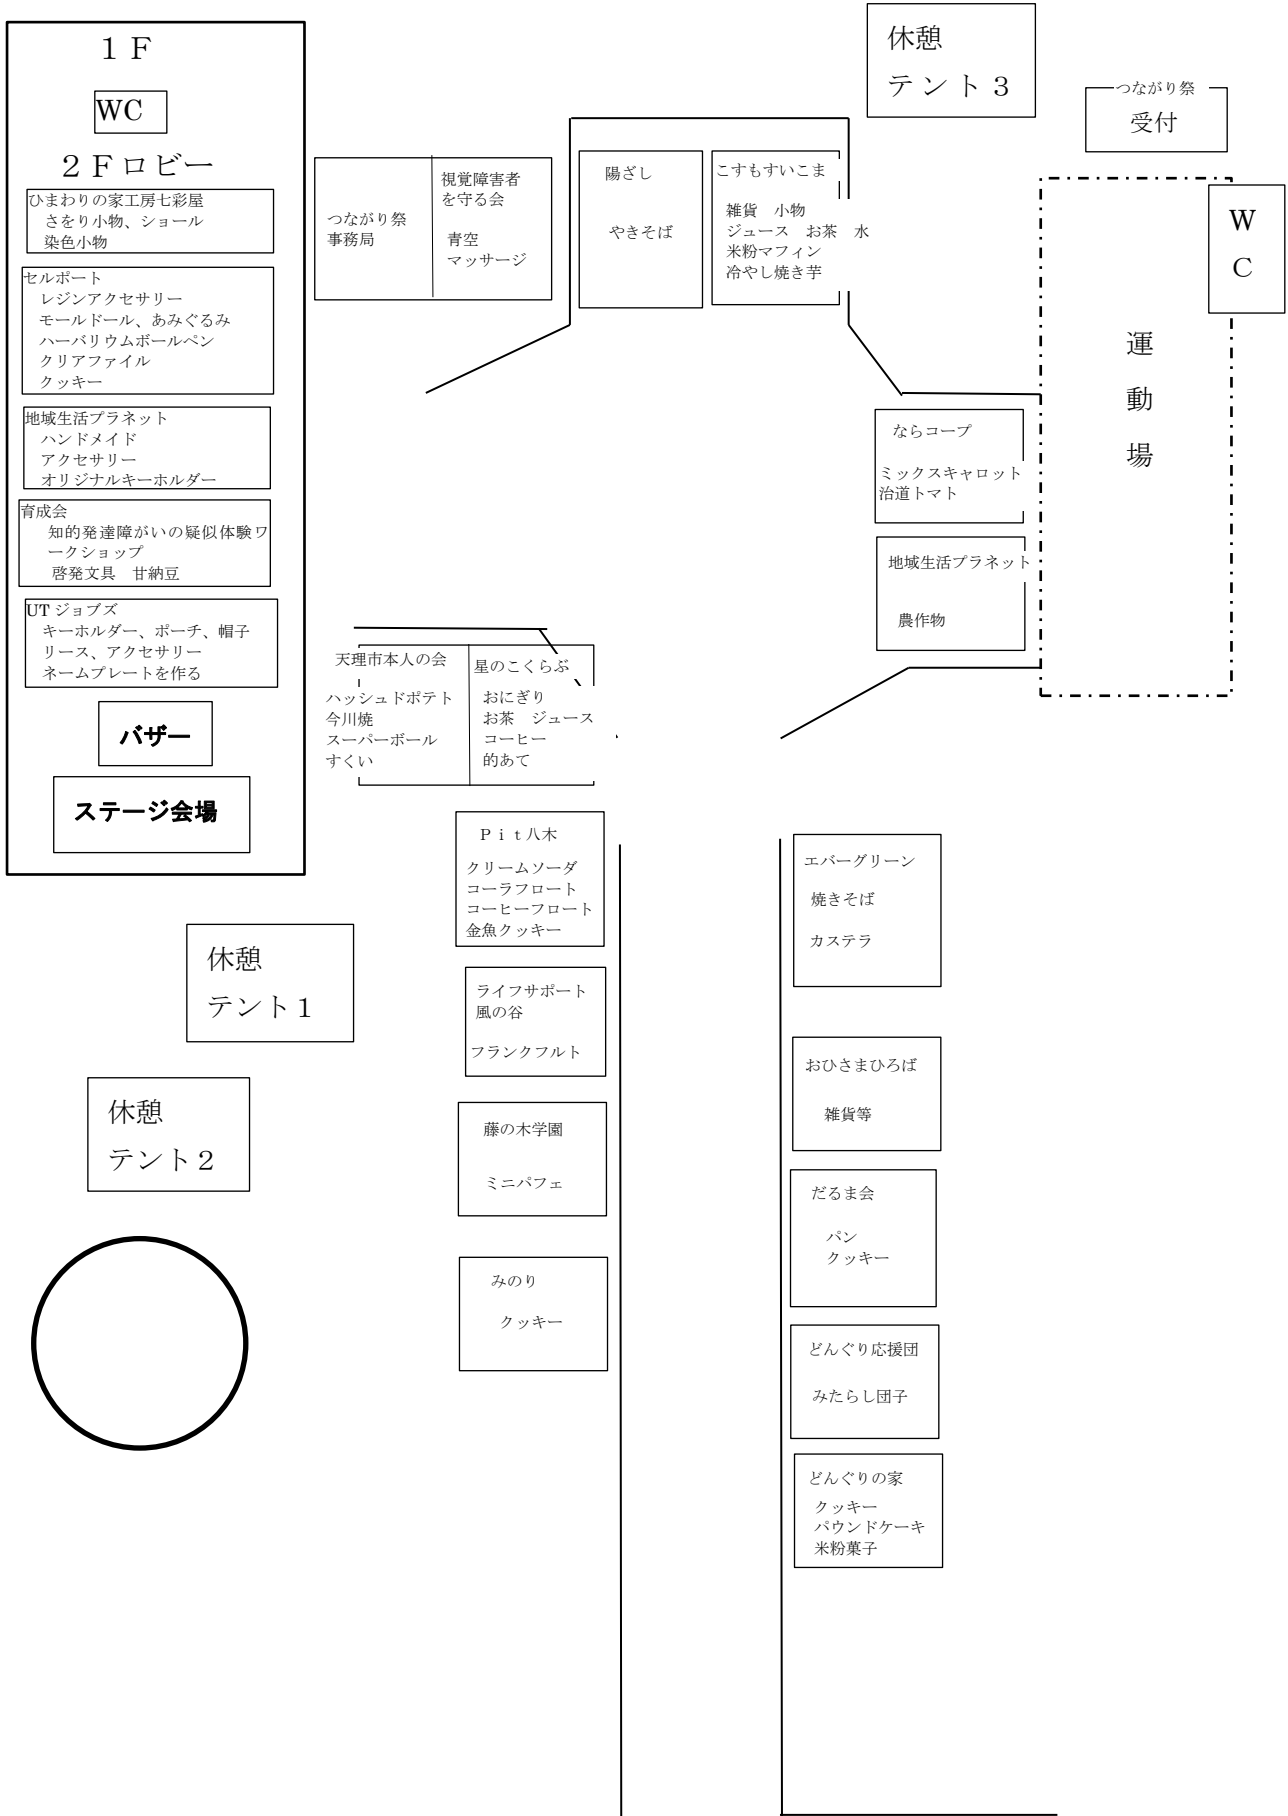 １Ｆ
WC
２Ｆロビー
ひまわりの家工房七彩屋
さをり小物、ショール
染色小物
セルポート
レジンアクセサリー
モールドール、あみぐるみ
ハーバリウムボールペン
クリアファイル
クッキー
地域生活プラネット
ハンドメイド
アクセサリー
オリジナルキーホルダー
育成会
知的発達障がいの疑似体験ワ
ークショップ
啓発文具　甘納豆
UT ジョブズ
キーホルダー、ポーチ、帽子
リース、アクセサリー
ネームプレートを作る
バザー
ステージ会場
つながり祭
事務局
視覚障害者
を守る会
青空
マッサージ
陽ざし
やきそば
こすもすいこま
雑貨　小物
ジュース　お茶　水
米粉マフィン
冷やし焼き芋
休憩
テント３
つながり祭
受付
Ｗ
Ｃ
運
動
場
ならコープ
ミックスキャロット
治道トマト
地域生活プラネット
農作物
天理市本人の会
ハッシュドポテト
今川焼
スーパーボール
すくい
星のこくらぶ
おにぎり
お茶　ジュース
コーヒー
的あて
Ｐｉｔ八木
クリームソーダ
コーラフロート
コーヒーフロート
金魚クッキー
ライフサポート
風の谷
フランクフルト
藤の木学園
ミニパフェ
みのり
クッキー
休憩
テント１
休憩
テント２
エバーグリーン
焼きそば
カステラ
おひさまひろば
雑貨等
だるま会
パン
クッキー
どんぐり応援団
みたらし団子
どんぐりの家
クッキー
パウンドケーキ
米粉菓子